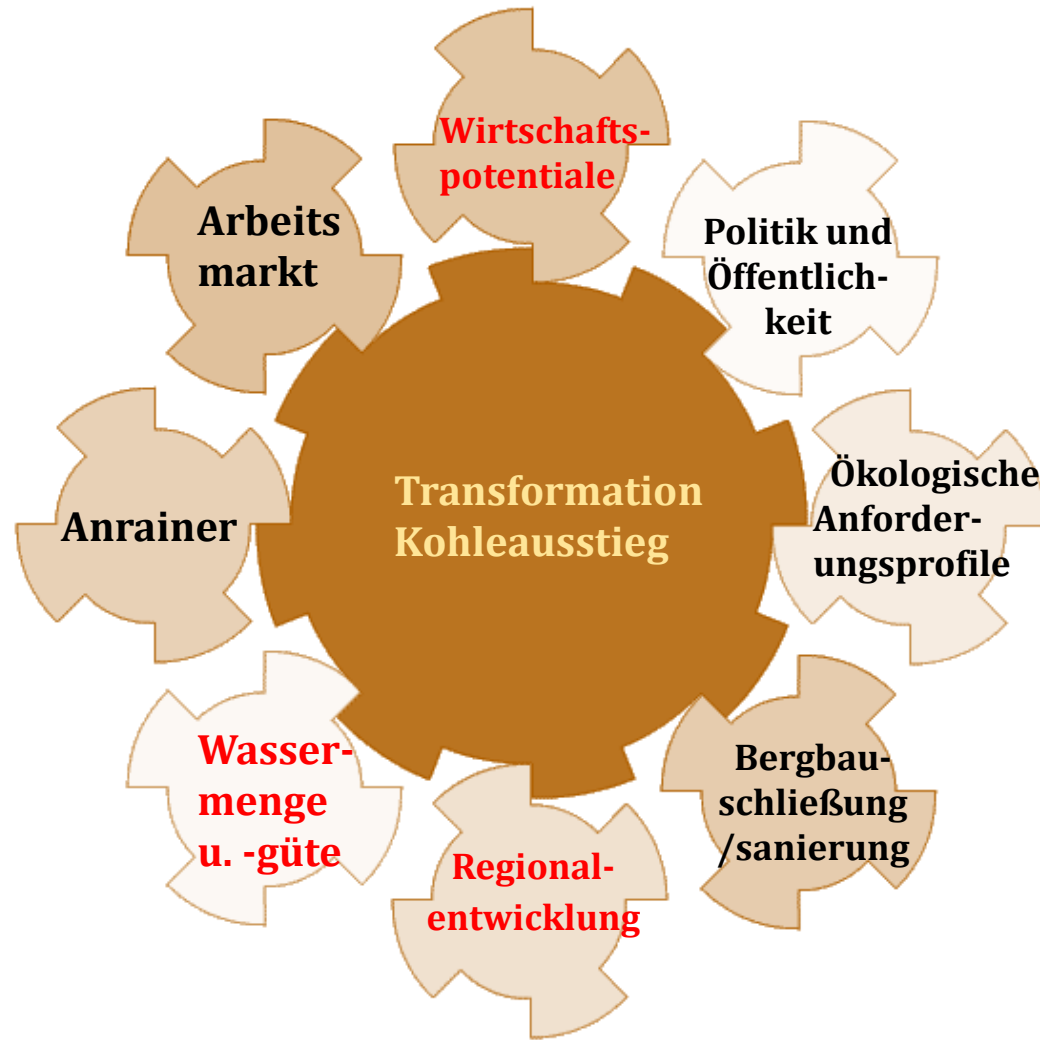 Wirtschafts-
potentiale
Politik und
Öffentlich-
keit
Ökologische
Anforder-
ungsprofile
Bergbau-
schließung
/sanierung
Regional-
entwicklung
Wasser-
menge
u. -güte
Anrainer
Arbeits
markt
Transformation
Kohleausstieg